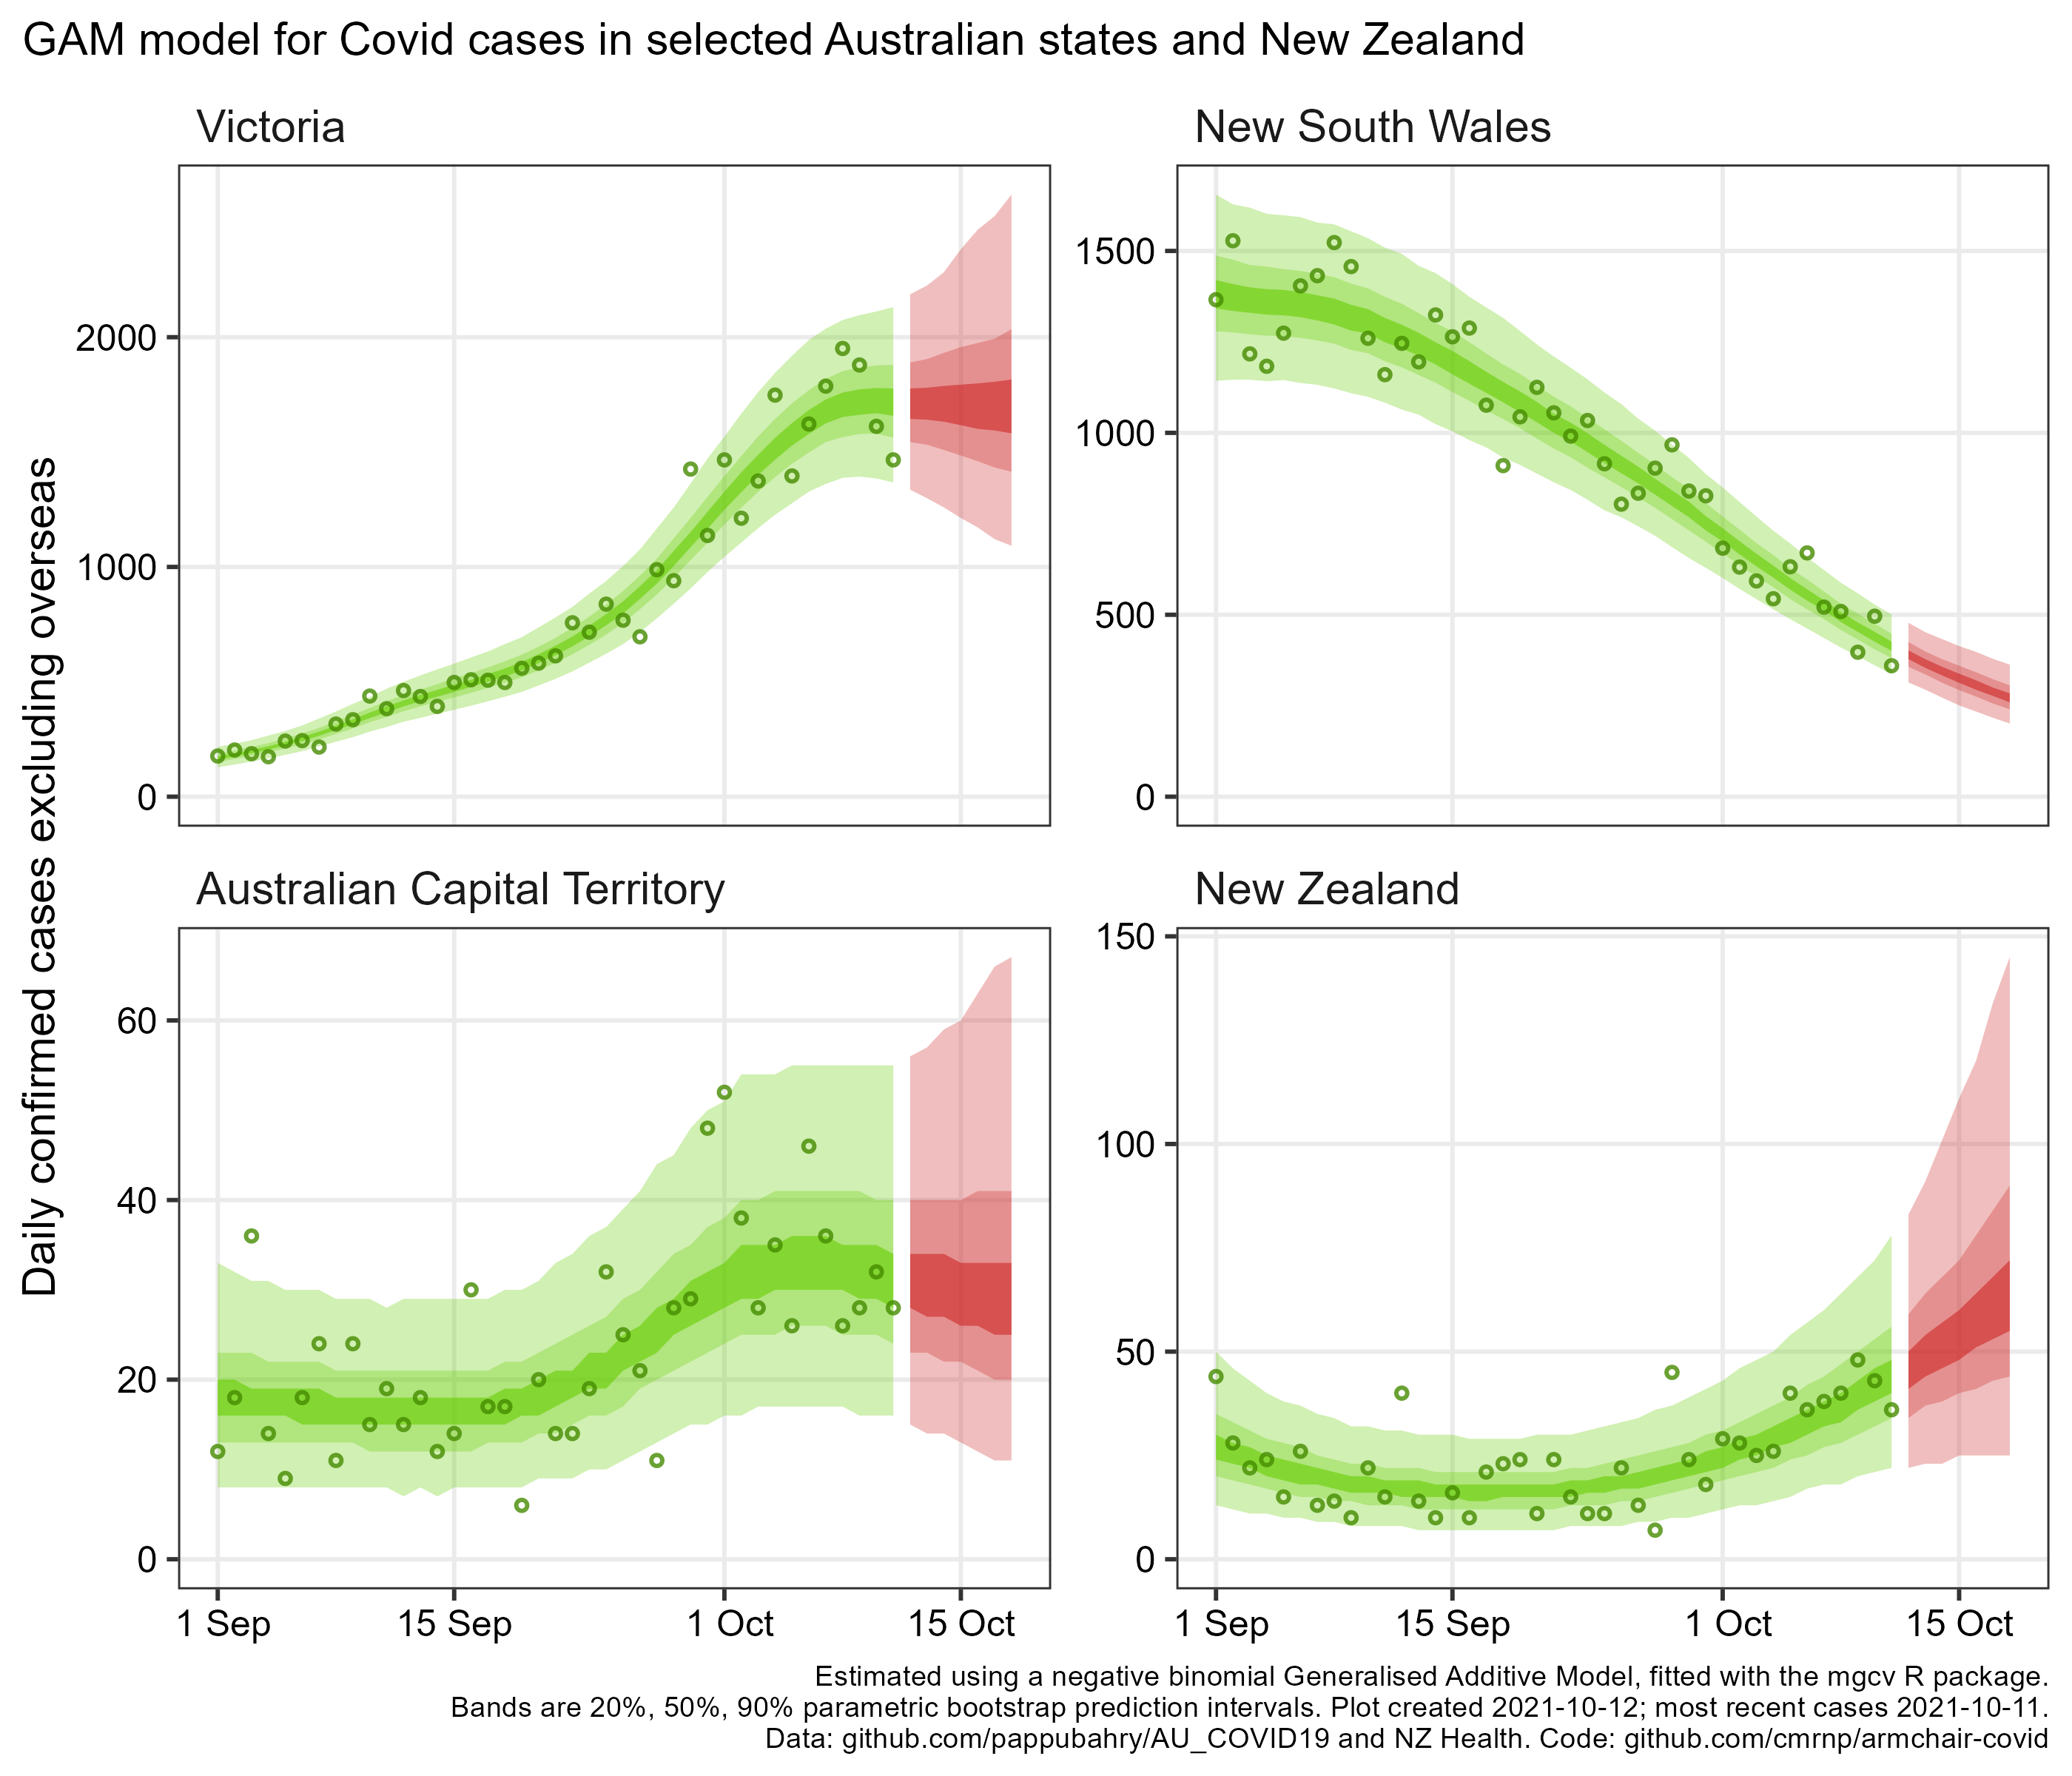 GAM model for Covid cases in selected Australian states and New Zealand
Daily confirmed cases excluding overseas
Victoria
2000
1000
0
New South Wales
1500
1000
500
0
Australian Capital Territory
60
40
20
0
1 Sep
15 Sep
1 Oct
15 Oct
New Zealand
150
100
50
0
1 Sep
15 Sep
1 Oct
15 Oct
Estimated using a negative binomial Generalised Additive Model, fitted with the mgcv R package.
Bands are 20%, 50%, 90% parametric bootstrap prediction intervals. Plot created 2021-10-12; most recent cases 2021-10-11.
Data: github.com/pappubahry/AU_COVID19 and NZ Health. Code: github.com/cmrnp/armchair-covid